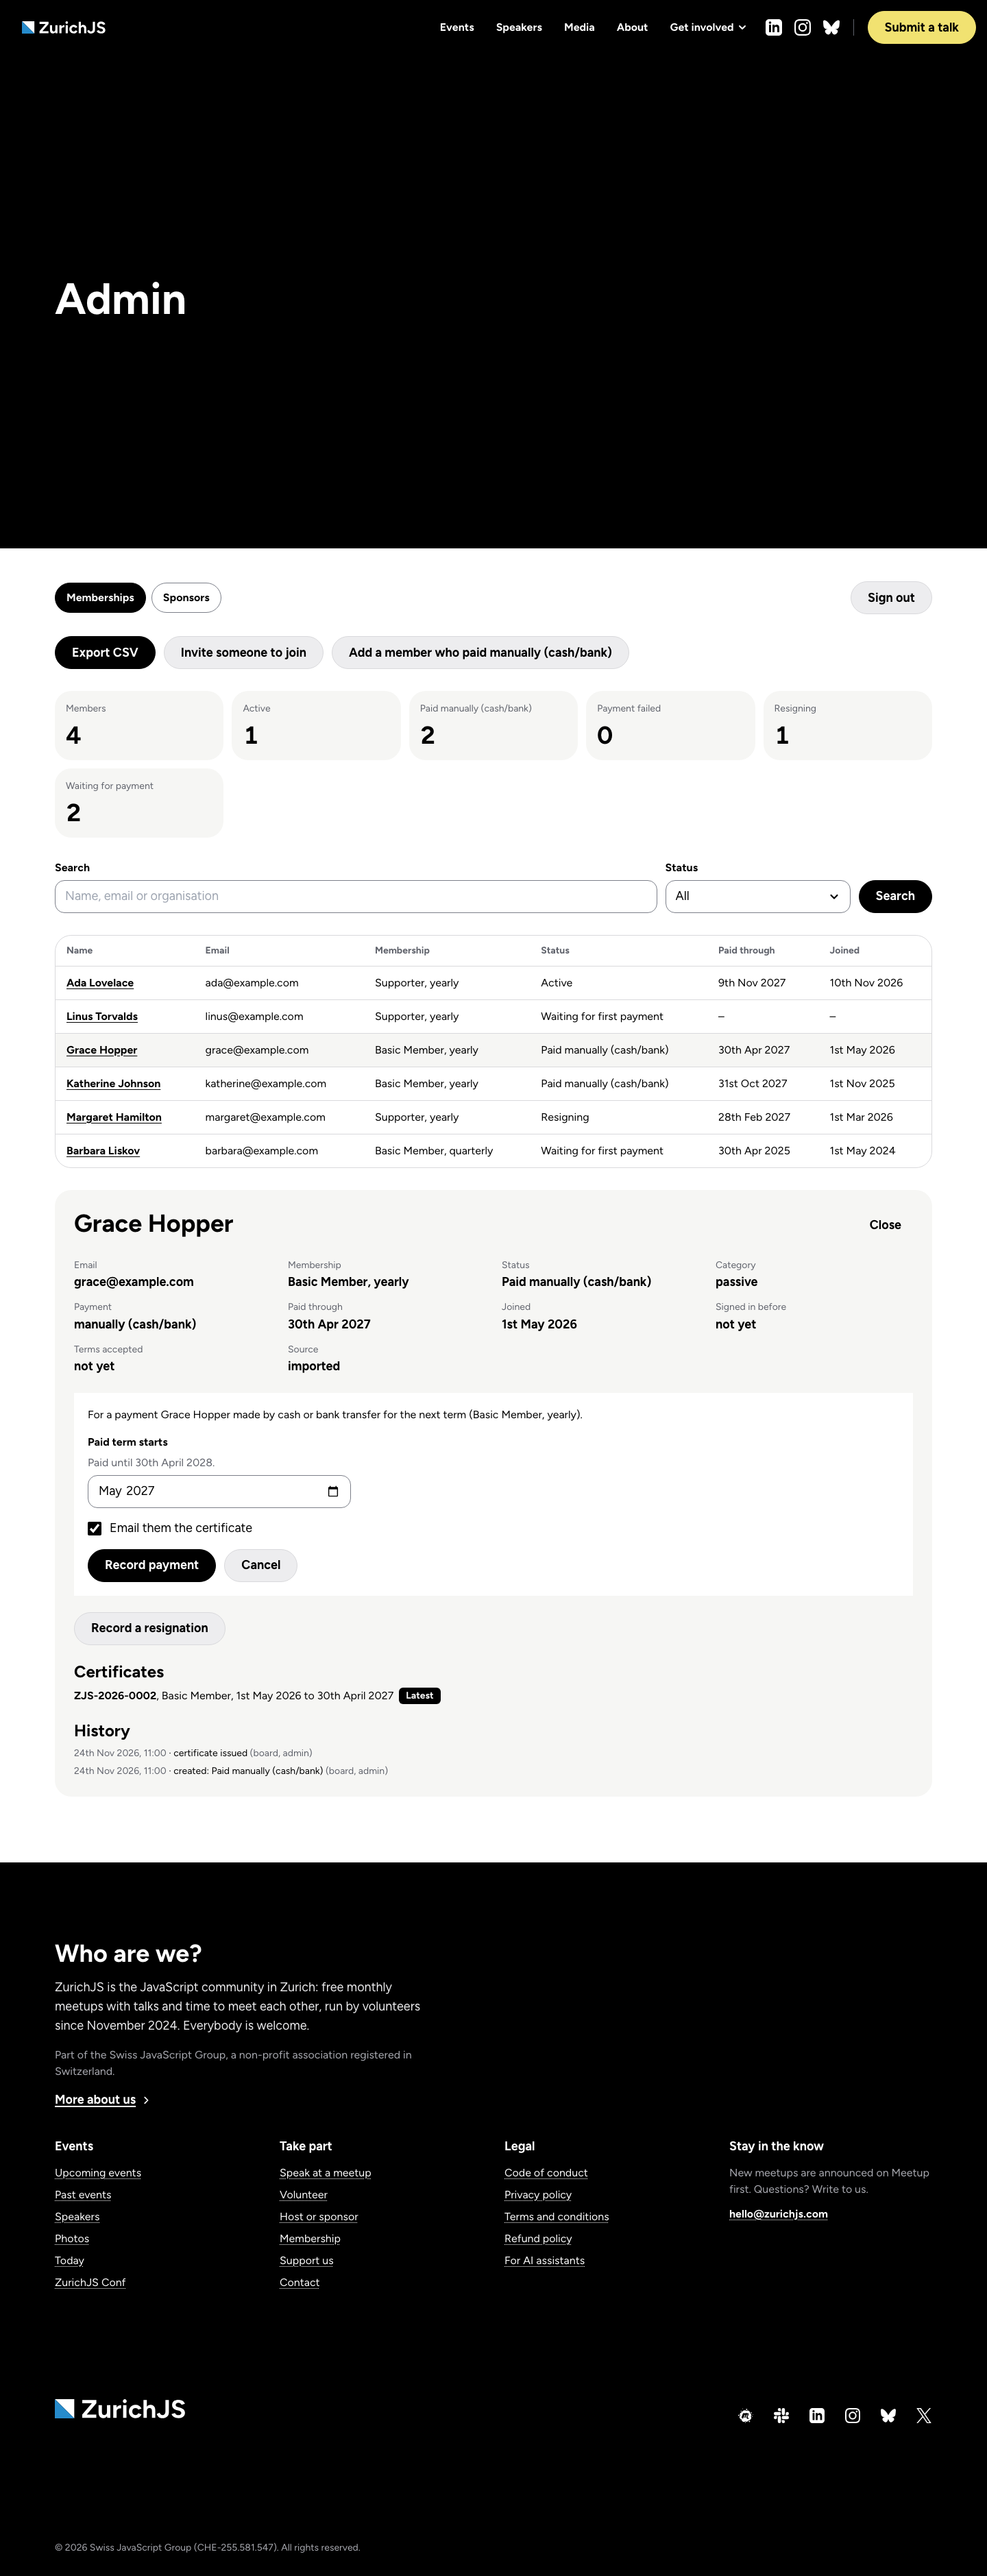 ZurichJS
Events Speakers Media About Get involved Submit a talk
Admin
Memberships Sponsors Sign out
Export CSV Invite someone to join Add a member who paid manually (cash/bank)
Members Active Paid manually (cash/bank) Payment failed Resigning
4 1 2 0 1
Waiting for payment
2
Search Status
Name, email or organisation All Search
Name Email Membership Status Paid through Joined
Ada Lovelace ada@example.com Supporter, yearly Active 9th Nov 2027 10th Nov 2026
Linus Torvalds linus@example.com Supporter, yearly Waiting for first payment – –
Grace Hopper grace@example.com Basic Member, yearly Paid manually (cash/bank) 30th Apr 2027 1st May 2026
Katherine Johnson katherine@example.com Basic Member, yearly Paid manually (cash/bank) 31st Oct 2027 1st Nov 2025
Margaret Hamilton margaret@example.com Supporter, yearly Resigning 28th Feb 2027 1st Mar 2026
Barbara Liskov barbara@example.com Basic Member, quarterly Waiting for first payment 30th Apr 2025 1st May 2024
Grace Hopper Close
Email Membership Status Category
grace@example.com Basic Member, yearly Paid manually (cash/bank) passive
Payment Paid through Joined Signed in before
manually (cash/bank) 30th Apr 2027 1st May 2026 not yet
Terms accepted Source
not yet imported
For a payment Grace Hopper made by cash or bank transfer for the next term (Basic Member, yearly).
Paid term starts
Paid until 30th April 2028.
May 2027
Email them the certificate
Record payment Cancel
Record a resignation
Certificates
ZJS-2026-0002, Basic Member, 1st May 2026 to 30th April 2027 Latest
History
24th Nov 2026, 11:00 · certificate issued (board, admin)
24th Nov 2026, 11:00 · created: Paid manually (cash/bank) (board, admin)
Who are we?
ZurichJS is the JavaScript community in Zurich: free monthly
meetups with talks and time to meet each other, run by volunteers
since November 2024. Everybody is welcome.
Part of the Swiss JavaScript Group, a non-profit association registered in
Switzerland.
More about us
Events Take part Legal Stay in the know
Upcoming events Speak at a meetup Code of conduct New meetups are announced on Meetup
Past events Volunteer Privacy policy first. Questions? Write to us.
Speakers Host or sponsor Terms and conditions hello@zurichjs.com
Photos Membership Refund policy
Today Support us For AI assistants
ZurichJS Conf Contact
ZurichJS
© 2026 Swiss JavaScript Group (CHE-255.581.547). All rights reserved.